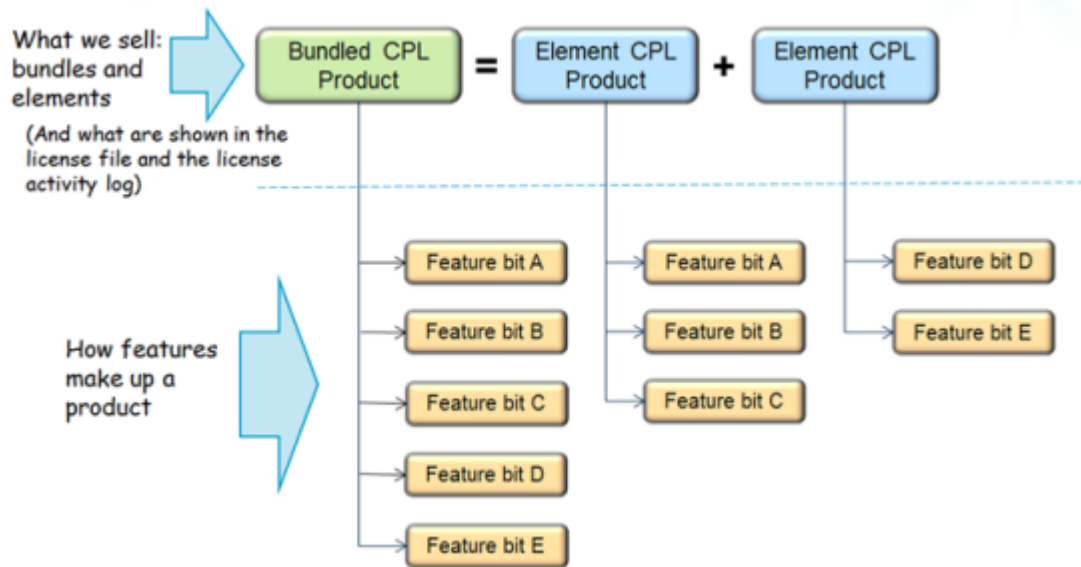 What we sell:
bundles and
elements
(And what are shown in the
license file and the license
activity log)
Bundled CPL
Product
=
Element CPL
Product
+
Element CPL
Product
How features
make up a
product
Feature bit A
Feature bit B
Feature bit C
Feature bit D
Feature bit E
Feature bit A
Feature bit B
Feature bit C
Feature bit D
Feature bit E